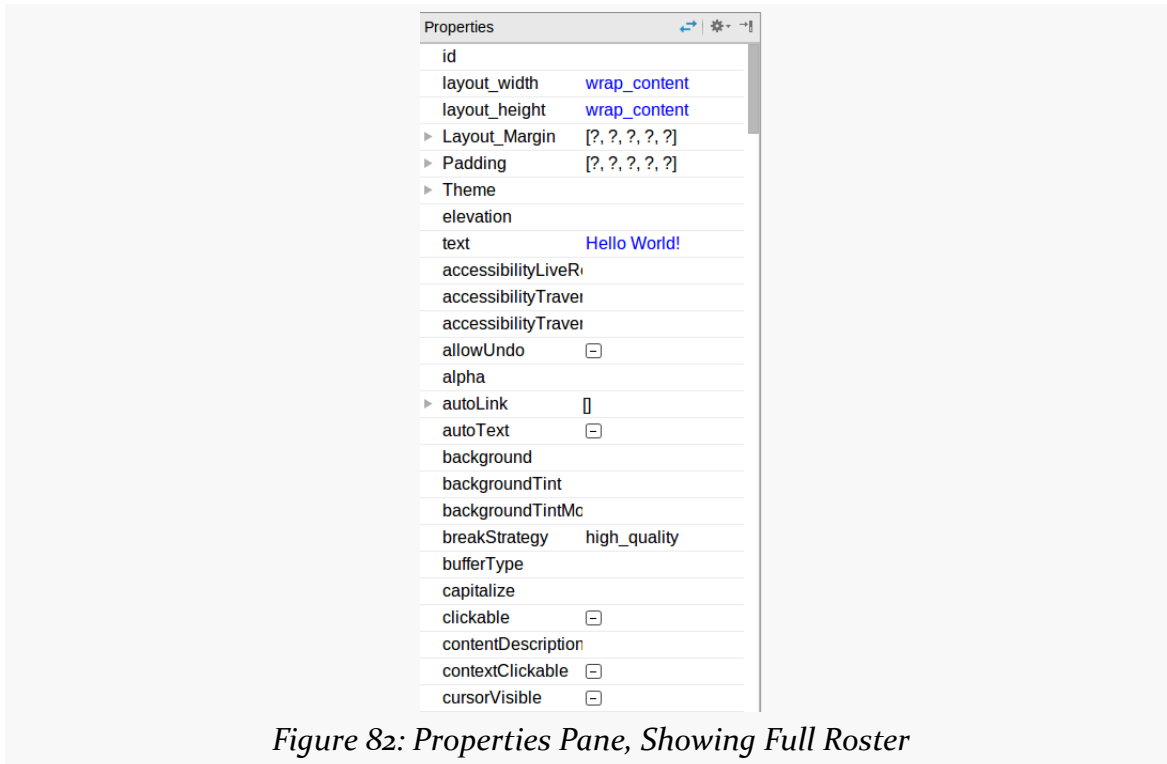 Properties
id
layout_width wrap_content
layout_height wrap_content
Layout_Margin [?, ?, ?, ?, ?]
Padding [?, ?, ?, ?, ?]
Theme
elevation
text Hello World!
accessibilityLiveR
accessibilityTraver
accessibilityTraver
allowUndo
alpha
autoLink []
autoText
background
backgroundTint
backgroundTintMo
breakStrategy high_quality
bufferType
capitalize
clickable
contentDescription
contextClickable
cursorVisible
Figure 82: Properties Pane, Showing Full Roster